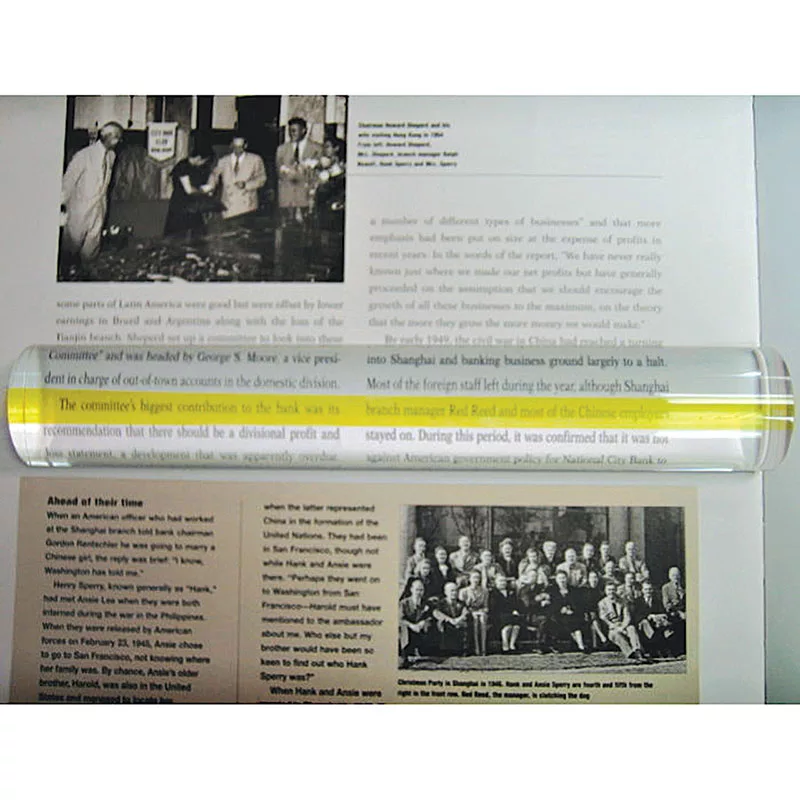 CITY BANK
CLUB
Chairman Howard Sheperd and his
wife visiting Hong Kong in 1954
From left: Howard Sheperd,
Mrs. Sheperd, branch manager Ralph
Hank Sperry and Mrs. Sperry
some parts of Latin America were good but were offset by lower
earnings in Brazil and Argentina along with the loss of the
Tianjin branch. Sheperd set up a committee to look into these
Committee" and was headed by George S. Moore, a vice presi-
dent in charge of out-of-town accounts in the domestic division.
The committee's biggest contribution to the bank was its
recommendation that there should be a divisional profit and
loss statement, a development that was apparently overdue.
a number of different types of businesses" and that more
emphasis had been put on size at the expense of profits in
recent years. In the words of the report, "We have never really
known just where we made our net profits but have generally
proceeded on the assumption that we should encourage the
growth of all these businesses to the maximum, on the theory
that the more they grow the more money we would make."
By early 1949, the civil war in China had reached a turning
into Shanghai and banking business ground largely to a halt.
Most of the foreign staff left during the year, although Shanghai
branch manager Red Reed and most of the Chinese employees
stayed on. During this period, it was confirmed that it was not
against American government policy for National City Bank to
Ahead of their time
When an American officer who had worked
at the Shanghai branch told bank chairman
Gordon Rentschler he was going to marry a
Chinese girl, the reply was brief: "I know,
Washington has told me."
Henry Sperry, known generally as "Hank,"
had met Ansie Lee when they were both
interned during the war in the Philippines.
When they were released by American
forces on February 23, 1945, Ansie chose
to go to San Francisco, not knowing where
her family was. By chance, Ansie's older
brother, Harold, was also in the United
States and managed to locate her
when the latter represented
China in the formation of the
United Nations. They had been
in San Francisco, though not
while Hank and Ansie were
there. "Perhaps they went on
to Washington from San
Francisco—Harold must have
mentioned to the ambassador
about me. Who else but my
brother would have been so
keen to find out who Hank
Sperry was?"
When Hank and Ansie were
Christmas Party in Shanghai in 1948. Hank and Ansie Sperry are fourth and fifth from the
right in the front row. Red Reed, the manager, is clutching the dog